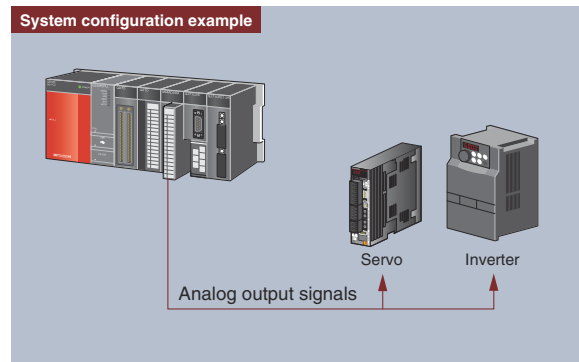 System configuration example
Servo
Inverter
Analog output signals